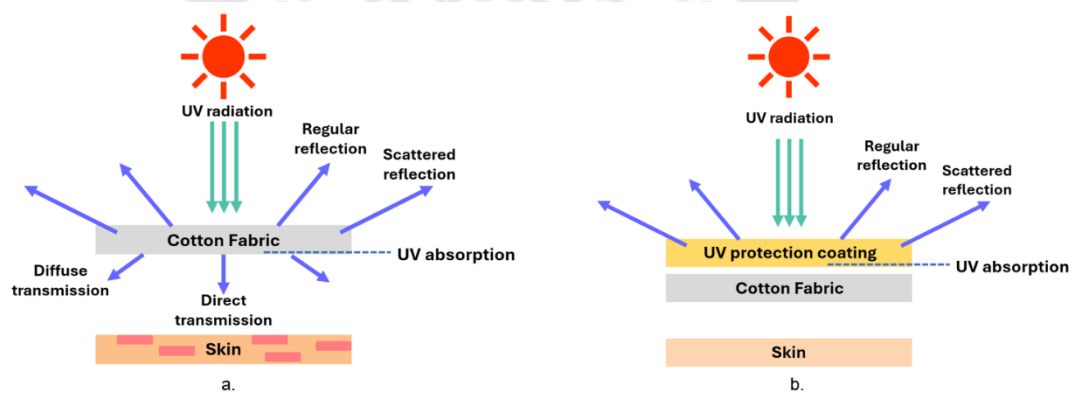 UV radiation
Regular
reflection
Scattered
reflection
Cotton Fabric
UV absorption
Diffuse
transmission
Direct
transmission
Skin
a.
UV radiation
Regular
reflection
Scattered
reflection
UV protection coating
UV absorption
Cotton Fabric
Skin
b.